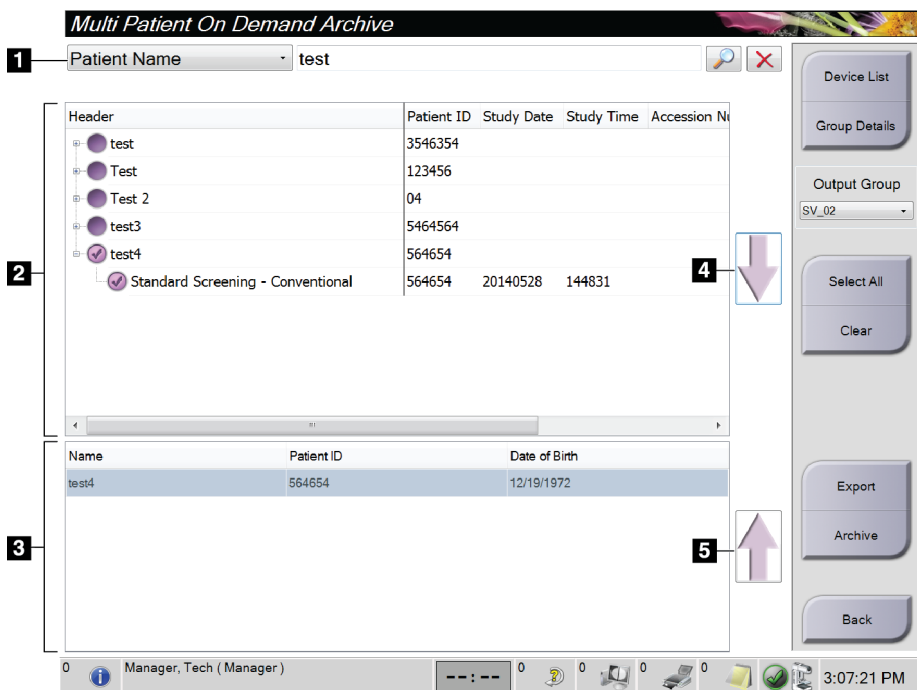 Multi Patient On Demand Archive
1
Patient Name test
Device List
Group Details
Output Group
SV_02
2
Header Patient ID Study Date Study Time Accession Nu
test 3546354
Test 123456
Test 2 04
test3 5464564
test4 564654
Standard Screening - Conventional 564654 20140528 144831
4
Select All
Clear
3
Name Patient ID Date of Birth
test4 564654 12/19/1972
5
Export
Archive
Back
0 Manager, Tech ( Manager ) --:-- 0 0 0 0 3:07:21 PM